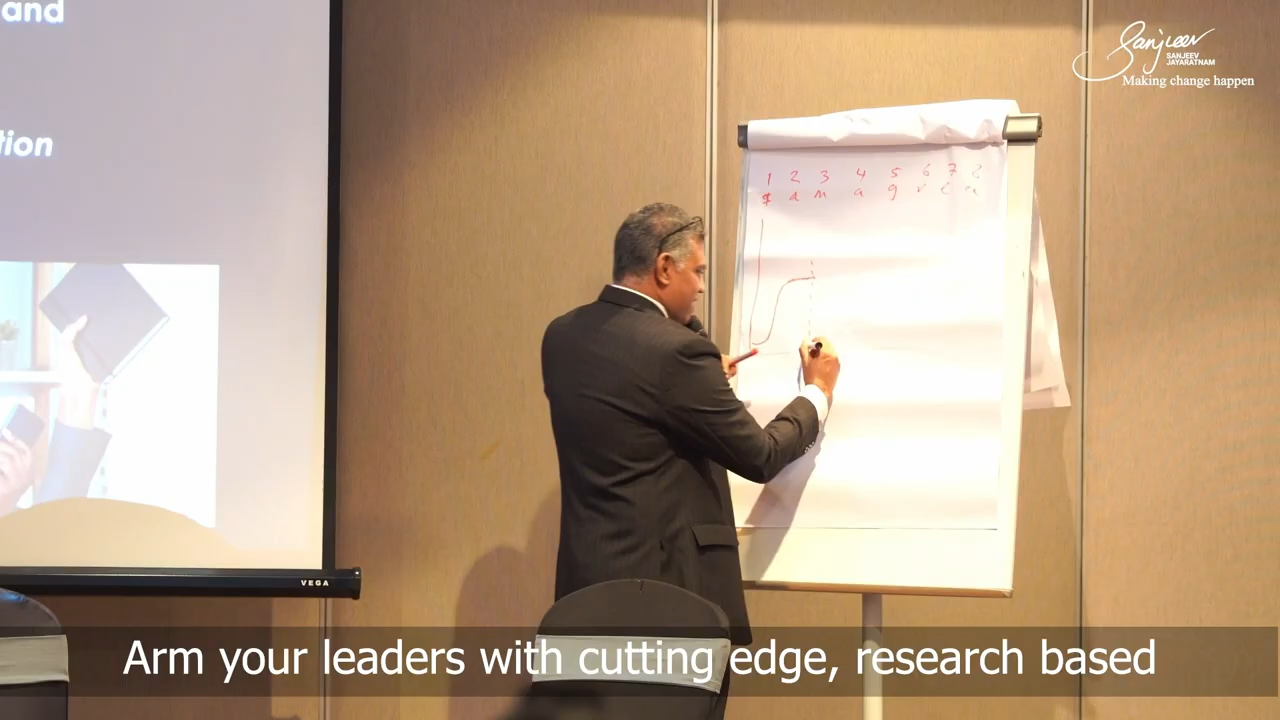 and
tion
Sanjeev
SANJEEV
JAYARATNAM
Making change happen
1 2 3 4 5 6 7 8
VEGA
Arm your leaders with cutting edge, research based